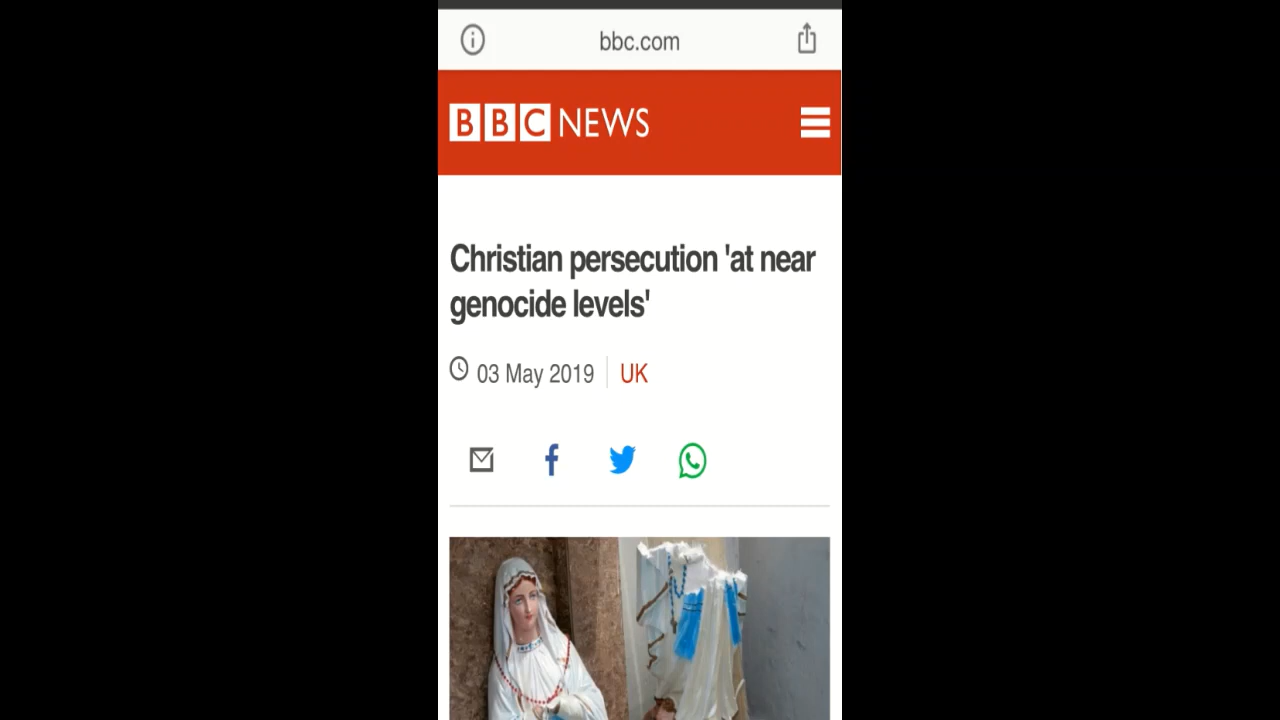 bbc.com
BBC NEWS
Christian persecution 'at near
genocide levels'
03 May 2019 UK